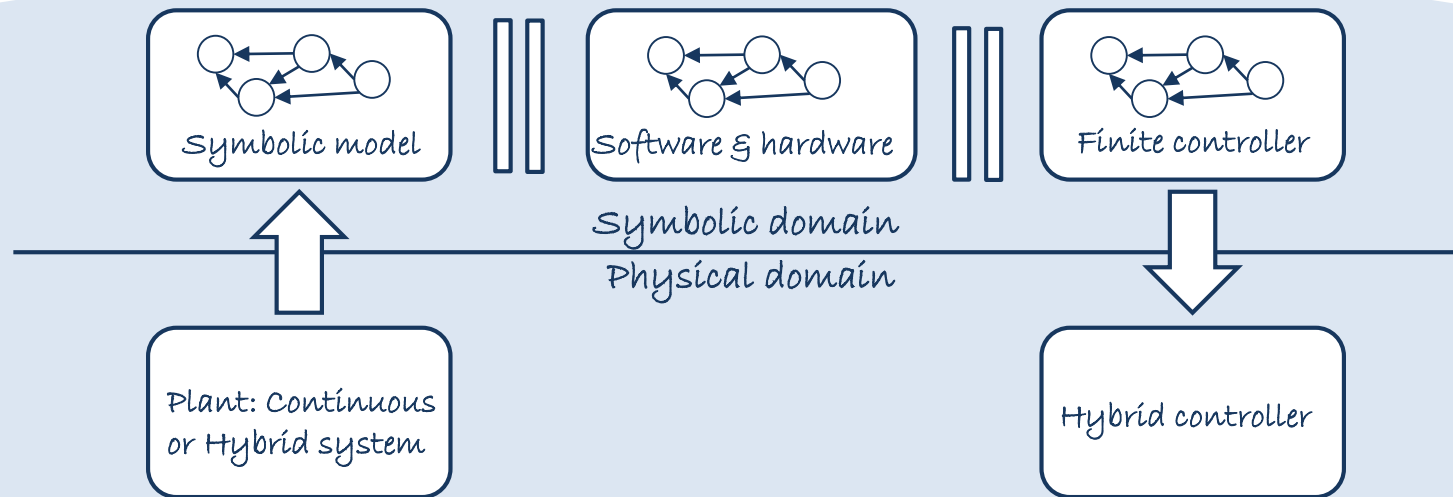 Symbolic model
Software & hardware
Finite controller
Symbolic domain
Physical domain
Plant: Continuous
or Hybrid system
Hybrid controller